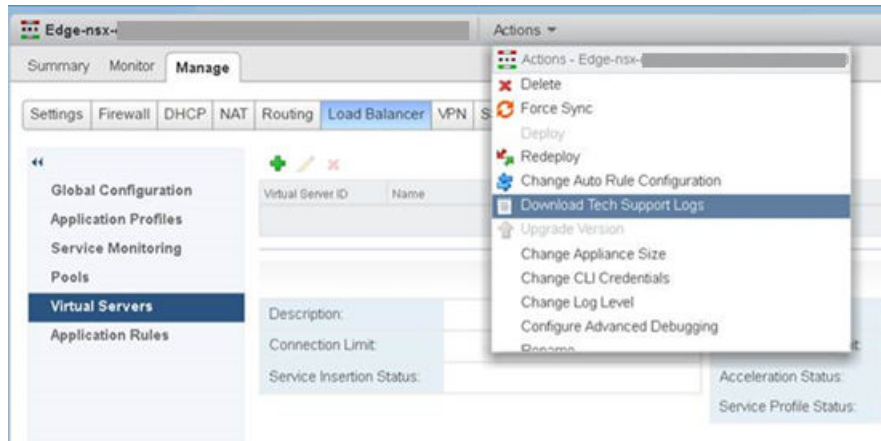 Edge-nsx-
Actions
Summary Monitor Manage
Actions - Edge-nsx-
Delete
Settings Firewall DHCP NAT Routing Load Balancer VPN
Force Sync
Deploy
Redeploy
Global Configuration
Change Auto Rule Configuration
Virtual Server ID Name
Application Profiles
Download Tech Support Logs
Service Monitoring
Upgrade Version
Pools
Change Appliance Size
Change CLI Credentials
Virtual Servers
Description:
Change Log Level
Application Rules
Configure Advanced Debugging
Connection Limit:
Rename
Service Insertion Status:
Acceleration Status:
Service Profile Status: